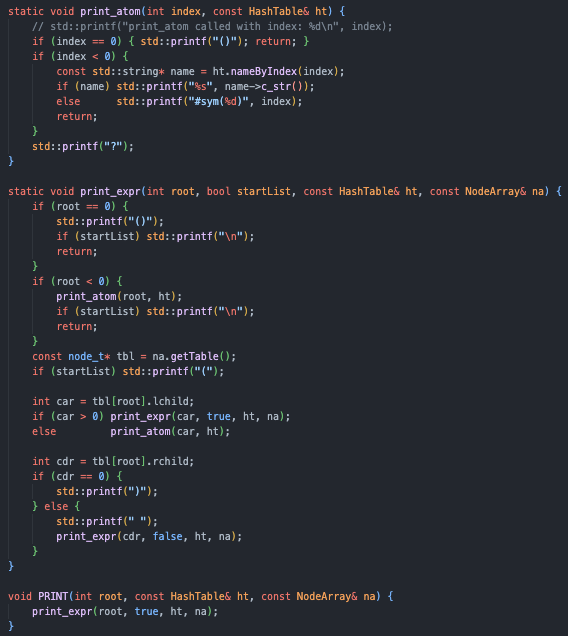 static void print_atom(int index, const HashTable& ht) {
    // std::printf("print_atom called with index: %d\n", index);
    if (index == 0) { std::printf("()"); return; }
    if (index < 0) {
        const std::string* name = ht.nameByIndex(index);
        if (name) std::printf("%s", name->c_str());
        else      std::printf("#sym(%d)", index);
        return;
    }
    std::printf("?");
}

static void print_expr(int root, bool startList, const HashTable& ht, const NodeArray& na) {
    if (root == 0) {
        std::printf("()");
        if (startList) std::printf("\n");
        return;
    }
    if (root < 0) {
        print_atom(root, ht);
        if (startList) std::printf("\n");
        return;
    }
    const node_t* tbl = na.getTable();
    if (startList) std::printf("(");

    int car = tbl[root].lchild;
    if (car > 0) print_expr(car, true, ht, na);
    else         print_atom(car, ht);

    int cdr = tbl[root].rchild;
    if (cdr == 0) {
        std::printf(")");
    } else {
        std::printf(" ");
        print_expr(cdr, false, ht, na);
    }
}

void PRINT(int root, const HashTable& ht, const NodeArray& na) {
    print_expr(root, true, ht, na);
}